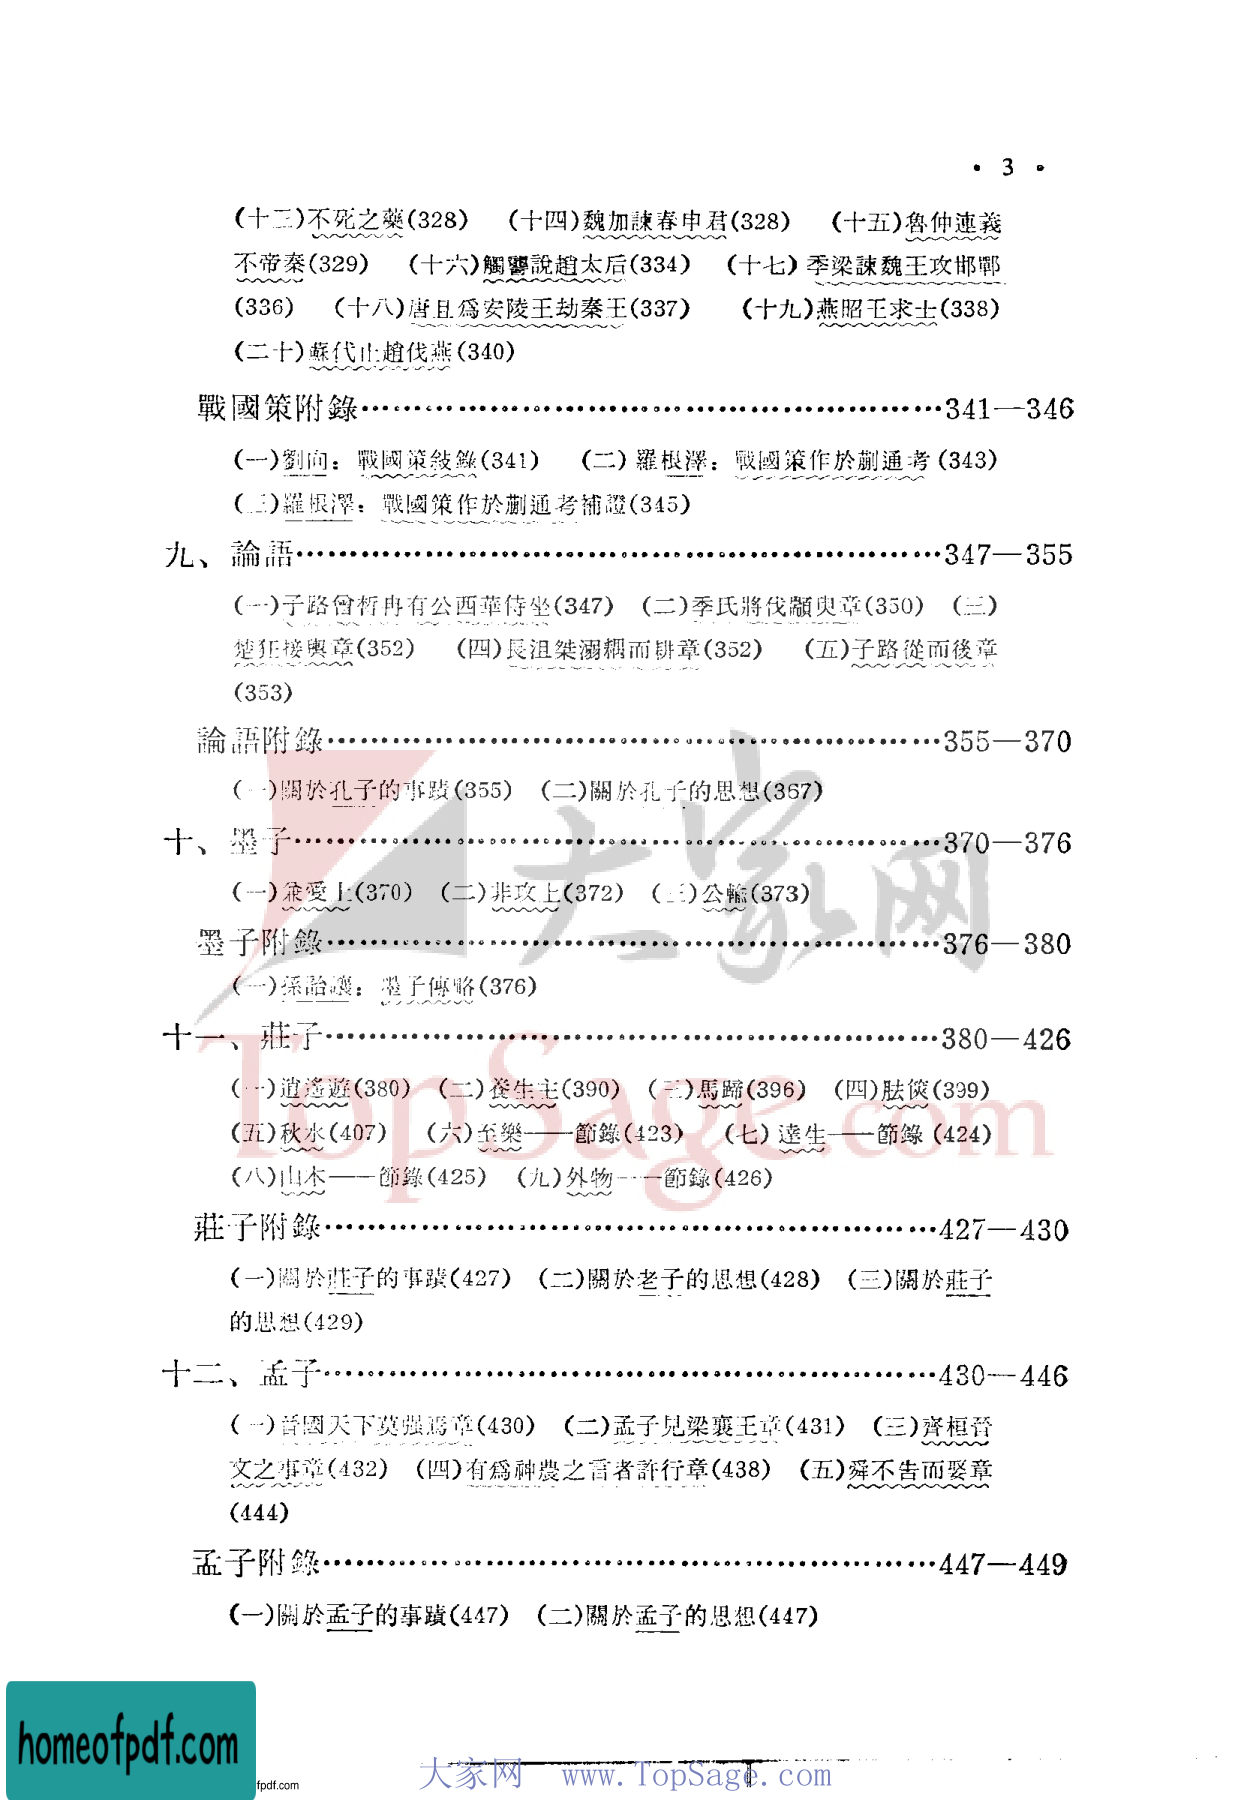 • 3 •
(十三)不死之藥(328) (十四)魏加諫春申君(328) (十五)魯仲連義
不帝秦(329) (十六)觸讋說趙太后(334) (十七)季梁諫魏王攻邯鄲
(336) (十八)唐且爲安陵王劫秦王(337) (十九)燕昭王求士(338)
(二十)蘇代止趙伐燕(340)
戰國策附錄……341—346
(一)劉向：戰國策敍錄(341) (二)羅根澤：戰國策作於蒯通考(343)
(三)羅根澤：戰國策作於蒯通考補證(345)
九、論語……347—355
(一)子路曾晳冉有公西華侍坐(347) (二)季氏將伐顓臾章(350) (三)
楚狂接輿章(352) (四)長沮桀溺耦而耕章(352) (五)子路從而後章
(353)
論語附錄……355—370
(一)關於孔子的事蹟(355) (二)關於孔子的思想(367)
十、墨子……370—376
(一)兼愛上(370) (二)非攻上(372) (三)公輸(373)
墨子附錄……376—380
(一)孫詒讓：墨子傳略(376)
十一、莊子……380—426
(一)逍遙遊(380) (二)養生主(390) (三)馬蹄(396) (四)胠篋(399)
(五)秋水(407) (六)至樂——節錄(423) (七)達生——節錄(424)
(八)山木——節錄(425) (九)外物——節錄(426)
莊子附錄……427—430
(一)關於莊子的事蹟(427) (二)關於老子的思想(428) (三)關於莊子
的思想(429)
十二、孟子……430—446
(一)晉國天下莫强焉章(430) (二)孟子見梁襄王章(431) (三)齊桓晉
文之事章(432) (四)有爲神農之言者許行章(438) (五)舜不告而娶章
(444)
孟子附錄……447—449
(一)關於孟子的事蹟(447) (二)關於孟子的思想(447)
大家网
TopSage.com
homeofpdf.com
fpdf.com
大家网 www.TopSage.com